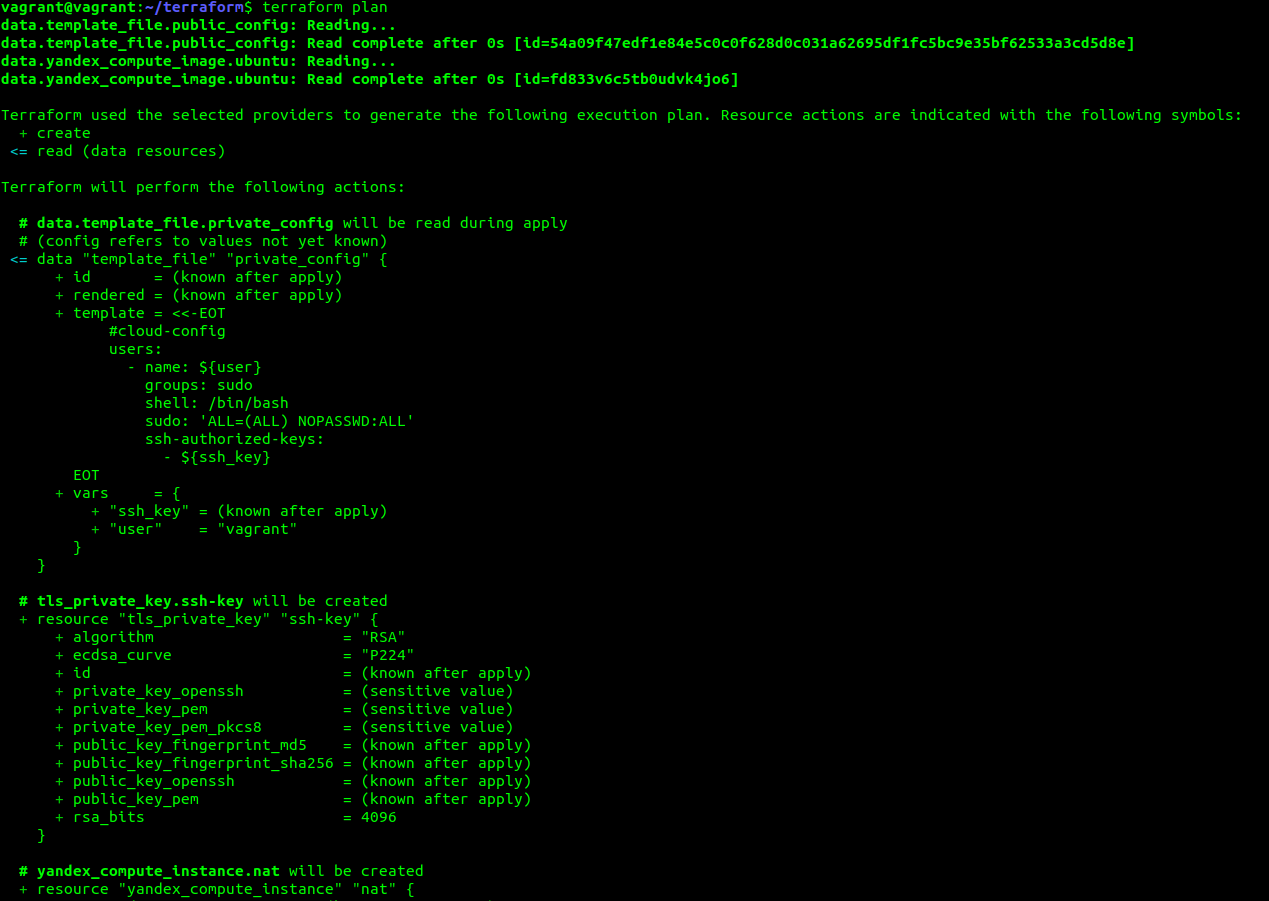 vagrant@vagrant:~/terraform$ terraform plan
data.template_file.public_config: Reading...
data.template_file.public_config: Read complete after 0s [id=54a09f47edf1e84e5c0c0f628d0c031a62695df1fc5bc9e35bf62533a3cd5d8e]
data.yandex_compute_image.ubuntu: Reading...
data.yandex_compute_image.ubuntu: Read complete after 0s [id=fd833v6c5tb0udvk4jo6]

Terraform used the selected providers to generate the following execution plan. Resource actions are indicated with the following symbols:
  + create
 <= read (data resources)

Terraform will perform the following actions:

  # data.template_file.private_config will be read during apply
  # (config refers to values not yet known)
 <= data "template_file" "private_config" {
      + id       = (known after apply)
      + rendered = (known after apply)
      + template = <<-EOT
            #cloud-config
            users:
              - name: ${user}
                groups: sudo
                shell: /bin/bash
                sudo: 'ALL=(ALL) NOPASSWD:ALL'
                ssh-authorized-keys:
                  - ${ssh_key}
        EOT
      + vars     = {
          + "ssh_key" = (known after apply)
          + "user"    = "vagrant"
        }
    }

  # tls_private_key.ssh-key will be created
  + resource "tls_private_key" "ssh-key" {
      + algorithm                     = "RSA"
      + ecdsa_curve                   = "P224"
      + id                            = (known after apply)
      + private_key_openssh           = (sensitive value)
      + private_key_pem               = (sensitive value)
      + private_key_pem_pkcs8         = (sensitive value)
      + public_key_fingerprint_md5    = (known after apply)
      + public_key_fingerprint_sha256 = (known after apply)
      + public_key_openssh            = (known after apply)
      + public_key_pem                = (known after apply)
      + rsa_bits                      = 4096
    }

  # yandex_compute_instance.nat will be created
  + resource "yandex_compute_instance" "nat" {